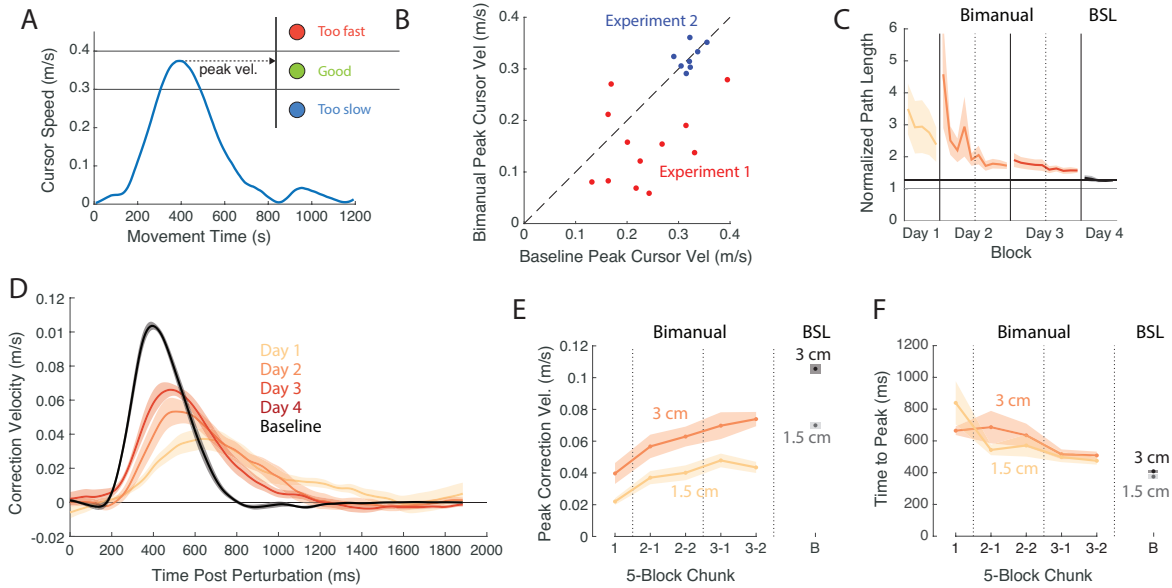 A
Cursor Speed (m/s)
0.4
0.3
0.2
0.1
0
0 200 400 600 800 1000 1200
Movement Time (s)
peak vel.
Too fast
Good
Too slow
B
Bimanual Peak Cursor Vel (m/s)
0.4
0.3
0.2
0.1
0
0 0.1 0.2 0.3 0.4
Baseline Peak Cursor Vel (m/s)
Experiment 2
Experiment 1
C
Bimanual BSL
Normalized Path Length
6
5
4
3
2
1
0
Day 1 Day 2 Day 3 Day 4
Block
D
Correction Velocity (m/s)
0.12
0.10
0.08
0.06
0.04
0.02
0
-0.02
0 200 400 600 800 1000 1200 1400 1600 1800 2000
Time Post Perturbation (ms)
Day 1
Day 2
Day 3
Day 4
Baseline
E
Bimanual BSL
Peak Correction Vel. (m/s)
0.12
0.1
0.08
0.06
0.04
0.02
0
3 cm
1.5 cm
3 cm
1.5 cm
1 2-1 2-2 3-1 3-2 B
5-Block Chunk
F
Bimanual BSL
Time to Peak (ms)
1200
1000
800
600
400
200
0
3 cm
1.5 cm
3 cm
1.5 cm
1 2-1 2-2 3-1 3-2 B
5-Block Chunk